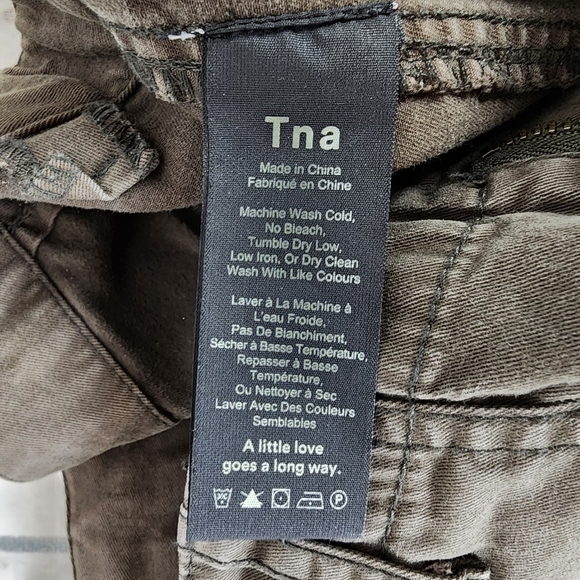 Tna
Made in China
Fabriqué en Chine
Machine Wash Cold,
No Bleach,
Tumble Dry Low,
Low Iron, Or Dry Clean
Wash With Like Colours
Laver à La Machine à
L'eau Froide,
Pas De Blanchiment,
Sécher à Basse Température,
Repasser à Basse
Température,
Ou Nettoyer à Sec
Laver Avec Des Couleurs
Semblables
A little love
goes a long way.
P